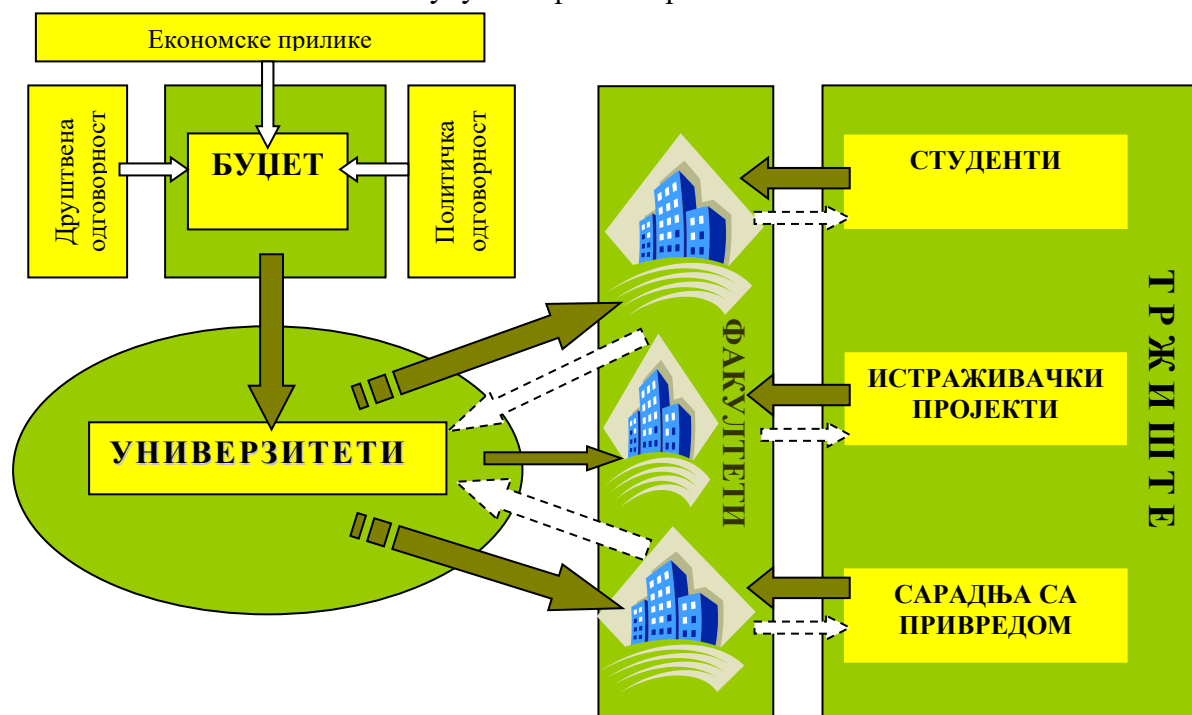 Економске прилике
Друштвена
одговорност
БУЏЕТ
Политичка
одговорност
УНИВЕРЗИТЕТИ
ФАКУЛТЕТИ
СТУДЕНТИ
ИСТРАЖИВАЧКИ
ПРОЈЕКТИ
САРАДЊА СА
ПРИВРЕДОМ
ТРЖИШТЕ